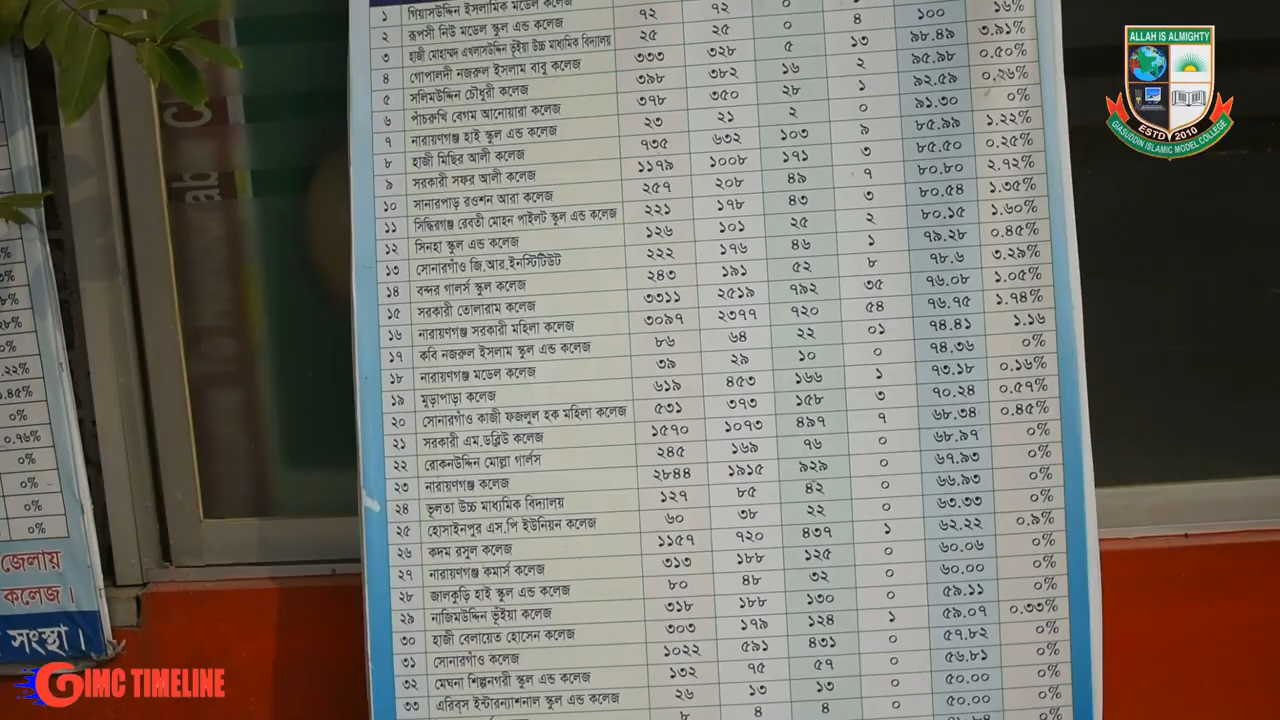 ১ গিয়াসউদ্দিন ইসলামিক মডেল কলেজ ৭২ ৭২ ০
২ রূপসী নিউ মডেল স্কুল এন্ড কলেজ ২৫ ২৫ ০ ৪ ১০০ ১৬%
৩ হাজী মোহাম্মদ এখলাসউদ্দিন ভূঁইয়া উচ্চ মাধ্যমিক বিদ্যালয় ৩৩৩ ৩২৮ ৫ ১৩ ৯৮.৪৯ ৩.৯১%
৪ গোপালদী নজরুল ইসলাম বাবু কলেজ ৩৯৮ ৩৮২ ১৬ ২ ৯৫.৯৮ ০.৫০%
৫ সলিমউদ্দিন চৌধুরী কলেজ ৩৭৮ ৩৫০ ২৮ ১ ৯২.৫৯ ০.২৬%
৬ পাঁচরুখি বেগম আনোয়ারা কলেজ ২৩ ২১ ২ ০ ৯১.৩০ ০%
৭ নারায়ণগঞ্জ হাই স্কুল এন্ড কলেজ ৭৩৫ ৬৩২ ১০৩ ৯ ৮৫.৯৯ ১.২২%
৮ হাজী মিছির আলী কলেজ ১১৭৯ ১০০৮ ১৭১ ৩ ৮৫.৫০ ০.২৫%
৯ সরকারী সফর আলী কলেজ ২৫৭ ২০৮ ৪৯ ৭ ৮০.৮০ ২.৭২%
১০ সানারপাড় রওশন আরা কলেজ ২২১ ১৭৮ ৪৩ ৩ ৮০.৫৪ ১.৩৫%
১১ সিদ্ধিরগঞ্জ রেবতী মোহন পাইলট স্কুল এন্ড কলেজ ১২৬ ১০১ ২৫ ২ ৮০.১৫ ১.৬০%
১২ সিনহা স্কুল এন্ড কলেজ ২২২ ১৭৬ ৪৬ ১ ৭৯.২৮ ০.৪৫%
১৩ সোনারগাঁও জি.আর.ইনস্টিটিউট ২৪৩ ১৯১ ৫২ ৮ ৭৮.৬ ৩.২৯%
১৪ বন্দর গালর্স স্কুল কলেজ ৩৩১১ ২৫১৯ ৭৯২ ৩৫ ৭৬.০৮ ১.০৫%
১৫ সরকারী তোলারাম কলেজ ৩০৯৭ ২৩৭৭ ৭২০ ৫৪ ৭৬.৭৫ ১.৭৪%
১৬ নারায়ণগঞ্জ সরকারী মহিলা কলেজ ৮৬ ৬৪ ২২ ০১ ৭৪.৪১ ১.১৬
১৭ কবি নজরুল ইসলাম স্কুল এন্ড কলেজ ৩৯ ২৯ ১০ ০ ৭৪.৩৬ ০%
১৮ নারায়ণগঞ্জ মডেল কলেজ ৬১৯ ৪৫৩ ১৬৬ ১ ৭৩.১৮ ০.১৬%
১৯ মুড়াপাড়া কলেজ ৫৩১ ৩৭৩ ১৫৮ ৩ ৭০.২৪ ০.৫৭%
২০ সোনারগাঁও কাজী ফজলুল হক মহিলা কলেজ ১৫৭০ ১০৭৩ ৪৯৭ ৭ ৬৮.৩৪ ০.৪৫%
২১ সরকারী এম.ডব্লিউ কলেজ ২৪৫ ১৬৯ ৭৬ ০ ৬৮.৯৭ ০%
২২ রোকনউদ্দিন মোল্লা গার্লস ২৮৪৪ ১৯১৫ ৯২৯ ০ ৬৭.৯৩ ০%
২৩ নারায়ণগঞ্জ কলেজ ১২৭ ৮৫ ৪২ ০ ৬৬.৯৩ ০%
২৪ ভুলতা উচ্চ মাধ্যমিক বিদ্যালয় ৬০ ৩৮ ২২ ০ ৬৩.৩৩ ০%
২৫ হোসাইনপুর এস.পি ইউনিয়ন কলেজ ১১৫৭ ৭২০ ৪৩৭ ১ ৬২.২২ ০.৯%
২৬ কদম রসুল কলেজ ৩১৩ ১৮৮ ১২৫ ০ ৬০.০৬ ০%
২৭ নারায়ণগঞ্জ কমার্স কলেজ ৮০ ৪৮ ৩২ ০ ৬০.০০ ০%
২৮ জালকুড়ি হাই স্কুল এন্ড কলেজ ৩১৮ ১৮৮ ১৩০ ০ ৫৯.১১ ০%
২৯ নাজিমউদ্দিন ভূঁইয়া কলেজ ৩০৩ ১৭৯ ১২৪ ১ ৫৯.০৭ ০.৩৩%
৩০ হাজী বেলায়েত হোসেন কলেজ ১০২২ ৫৯১ ৪৩১ ০ ৫৭.৮২ ০%
৩১ সোনারগাঁও কলেজ ১৩২ ৭৫ ৫৭ ০ ৫৬.৮১ ০%
৩২ মেঘনা শিল্পনগরী স্কুল এন্ড কলেজ ২৬ ১৩ ১৩ ০ ৫০.০০ ০%
৩৩ এরিবস ইন্টারন্যাশনাল স্কুল এন্ড কলেজ ৮ ৪ ৪ ০ ৫০.০০ ০%
০%
.২২%
.৪৫%
০%
০.৭৬%
০%
০%
০%
০%
জেলায়
কলেজ।
সংস্থা।
ALLAH IS ALMIGHTY
ESTD 2010
GIASUDDIN ISLAMIC MODEL COLLEGE
GIMC TIMELINE